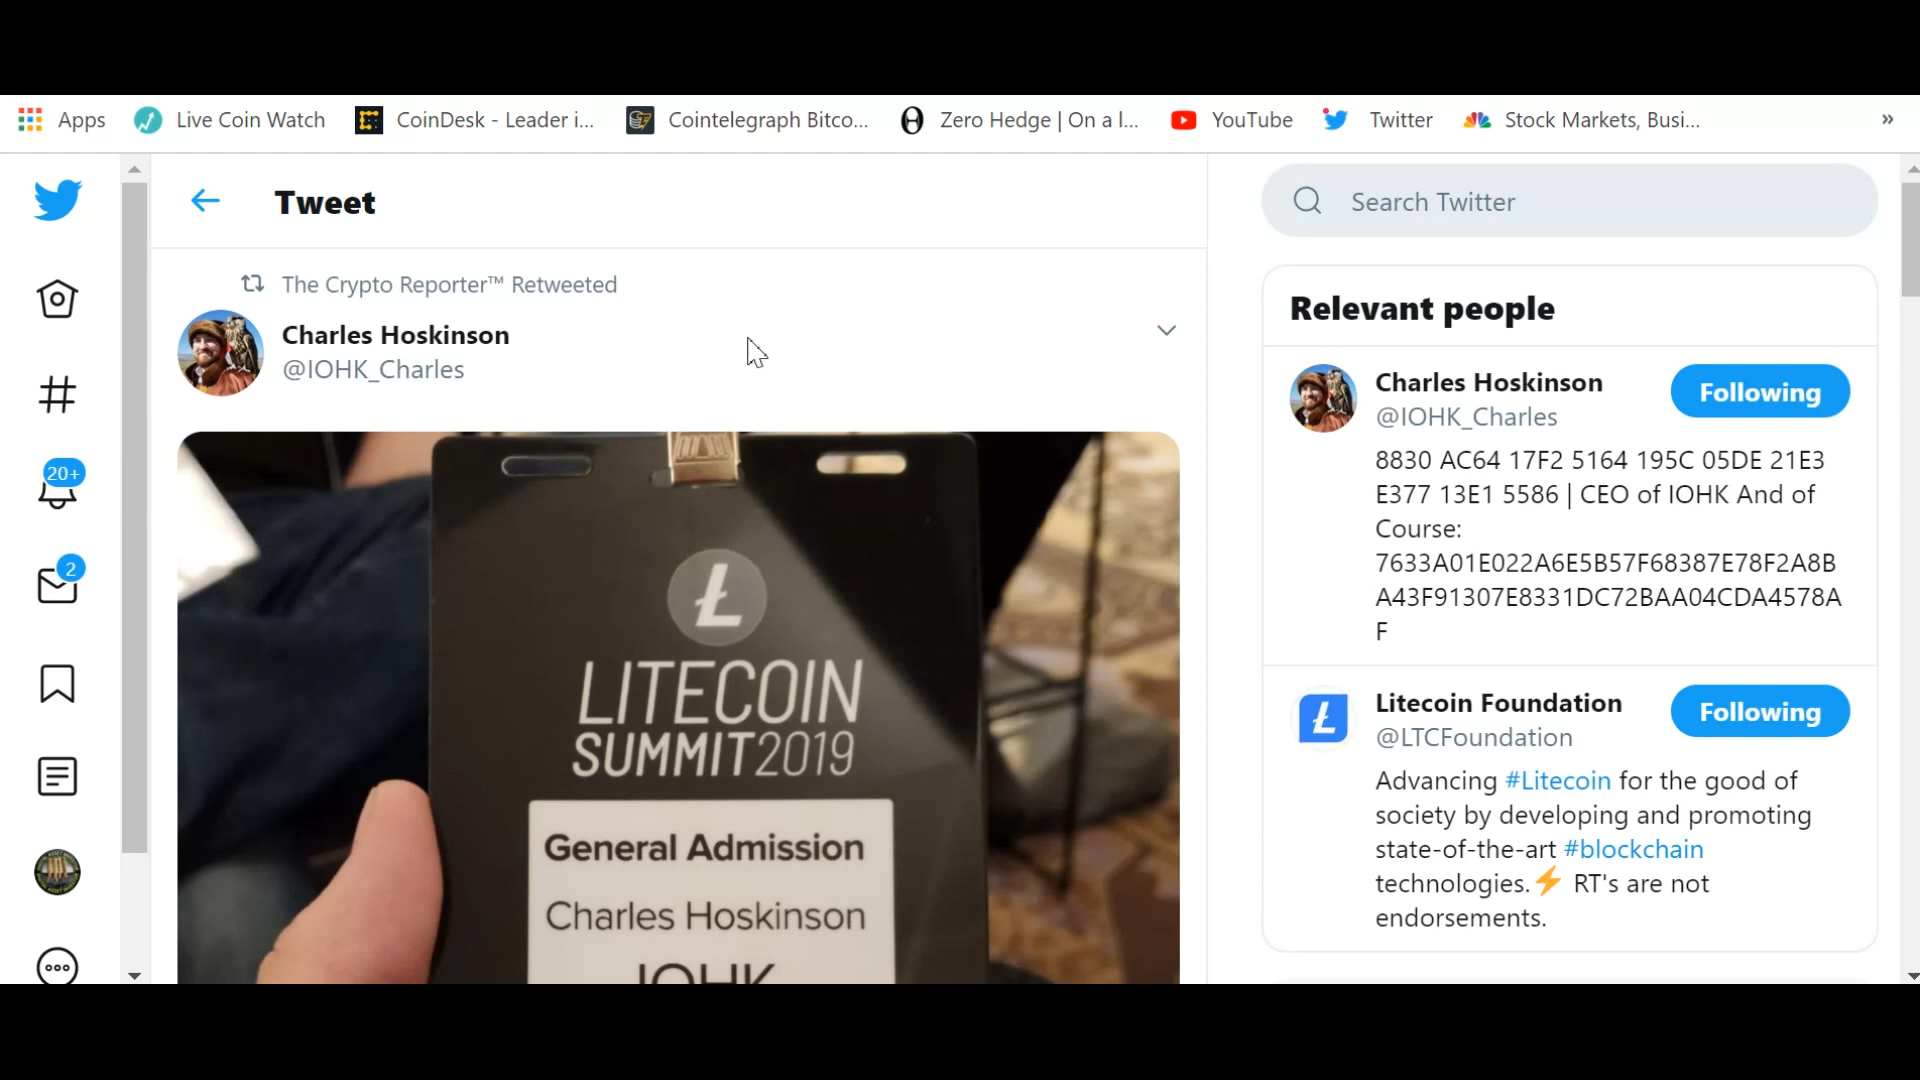 Apps
Live Coin Watch
CoinDesk - Leader i...
Cointelegraph Bitco...
Zero Hedge | On a l...
YouTube
Twitter
Stock Markets, Busi...
»
Tweet
Search Twitter
The Crypto Reporter™ Retweeted
Charles Hoskinson
@IOHK_Charles
20+
2
LITECOIN
SUMMIT2019
General Admission
Charles Hoskinson
IOHK
Relevant people
Charles Hoskinson
Following
@IOHK_Charles
8830 AC64 17F2 5164 195C 05DE 21E3
E377 13E1 5586 | CEO of IOHK And of
Course:
7633A01E022A6E5B57F68387E78F2A8B
A43F91307E8331DC72BAA04CDA4578A
F
Litecoin Foundation
Following
@LTCFoundation
Advancing #Litecoin for the good of
society by developing and promoting
state-of-the-art #blockchain
technologies.⚡ RT's are not
endorsements.